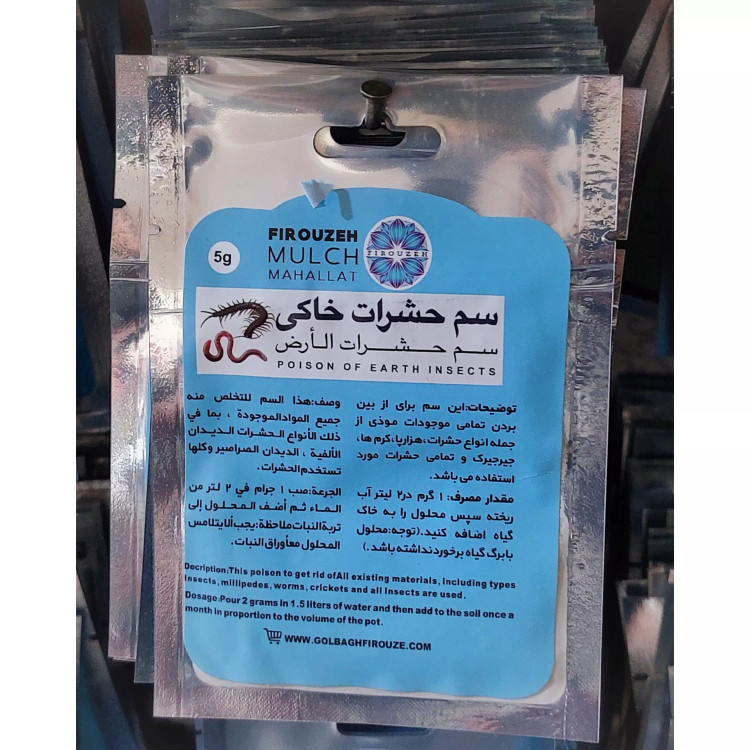 FIROUZEH
MULCH
MAHALLAT
FIROUZEH
5g
سم حشرات خاکی
سم حشرات الأرض
POISON OF EARTH INSECTS
توضیحات:این سم برای از بین
بردن تمامی موجودات موذی از
جمله انواع حشرات،هزارپا،کرم ها،
جیرجیرک و تمامی حشرات مورد
استفاده می باشد.
مقدار مصرف: ۱ گرم در۲ لیتر آب
ریخته سپس محلول را به خاک
گیاه اضافه کنید.(توجه:محلول
بابرگ گیاه برخوردنداشته باشد.)
وصف:هذا السم للتخلص منه
جميع الموادالموجودة ، بما في
ذلك الأنواع الحشرات الديدان
الألفية ، الديدان الصراصير وكلها
تستخدم الحشرات.
الجرعة:صب ۱ جرام في ۲ لتر من
الماء ثم أضف المحلول إلى
تربة النبات ملاحظة:يجب ألا يتلامس
المحلول مع أوراق النبات.
Decription:This poison to get rid ofAll existing materials, including types
Insects, millipedes, worms, crickets and all Insects are used.
Dosage:Pour 2 grams in 1.5 liters of water and then add to the soil once a
month in proportion to the volume of the pot.
WWW.GOLBAGHFIROUZE.COM